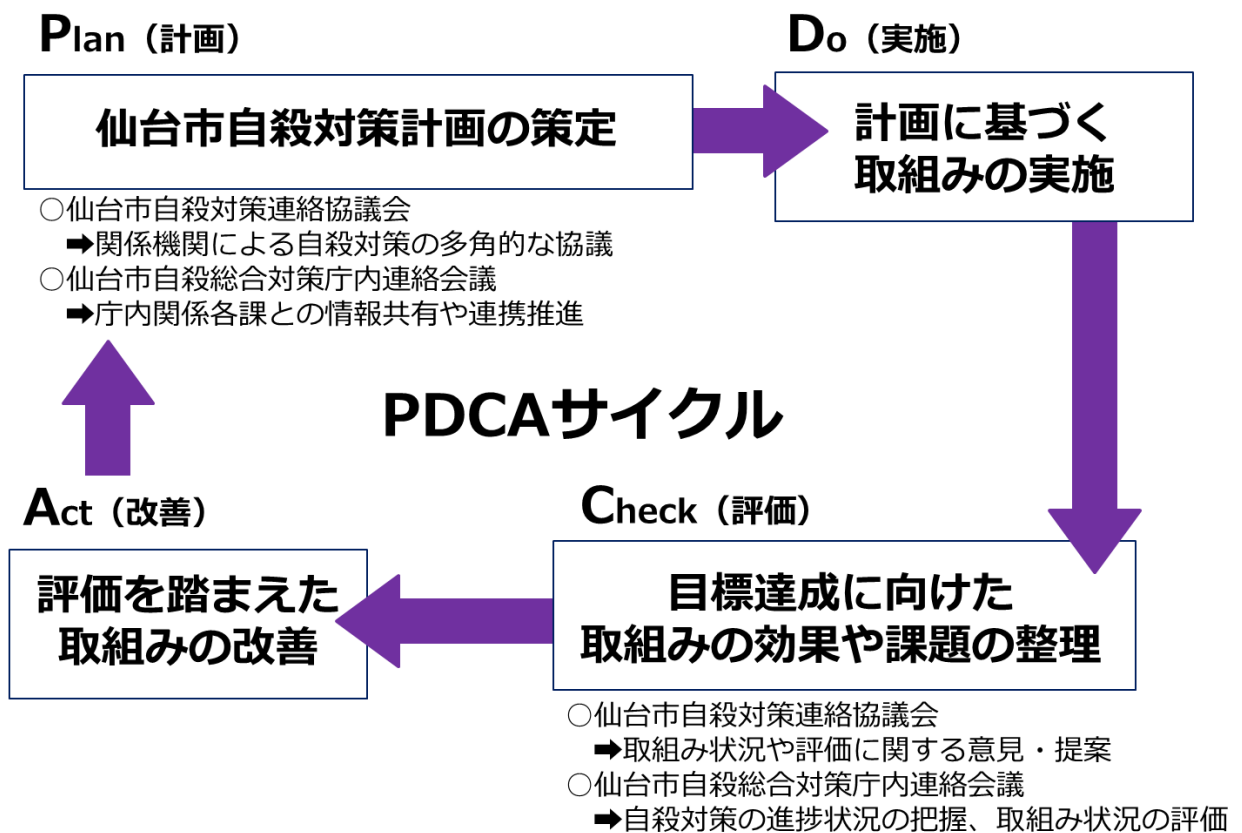 Plan（計画）
仙台市自殺対策計画の策定
○仙台市自殺対策連絡協議会
➡関係機関による自殺対策の多角的な協議
○仙台市自殺総合対策庁内連絡会議
➡庁内関係各課との情報共有や連携推進
Do（実施）
計画に基づく
取組みの実施
PDCAサイクル
Check（評価）
目標達成に向けた
取組みの効果や課題の整理
○仙台市自殺対策連絡協議会
➡取組み状況や評価に関する意見・提案
○仙台市自殺総合対策庁内連絡会議
➡自殺対策の進捗状況の把握、取組み状況の評価
Act（改善）
評価を踏まえた
取組みの改善